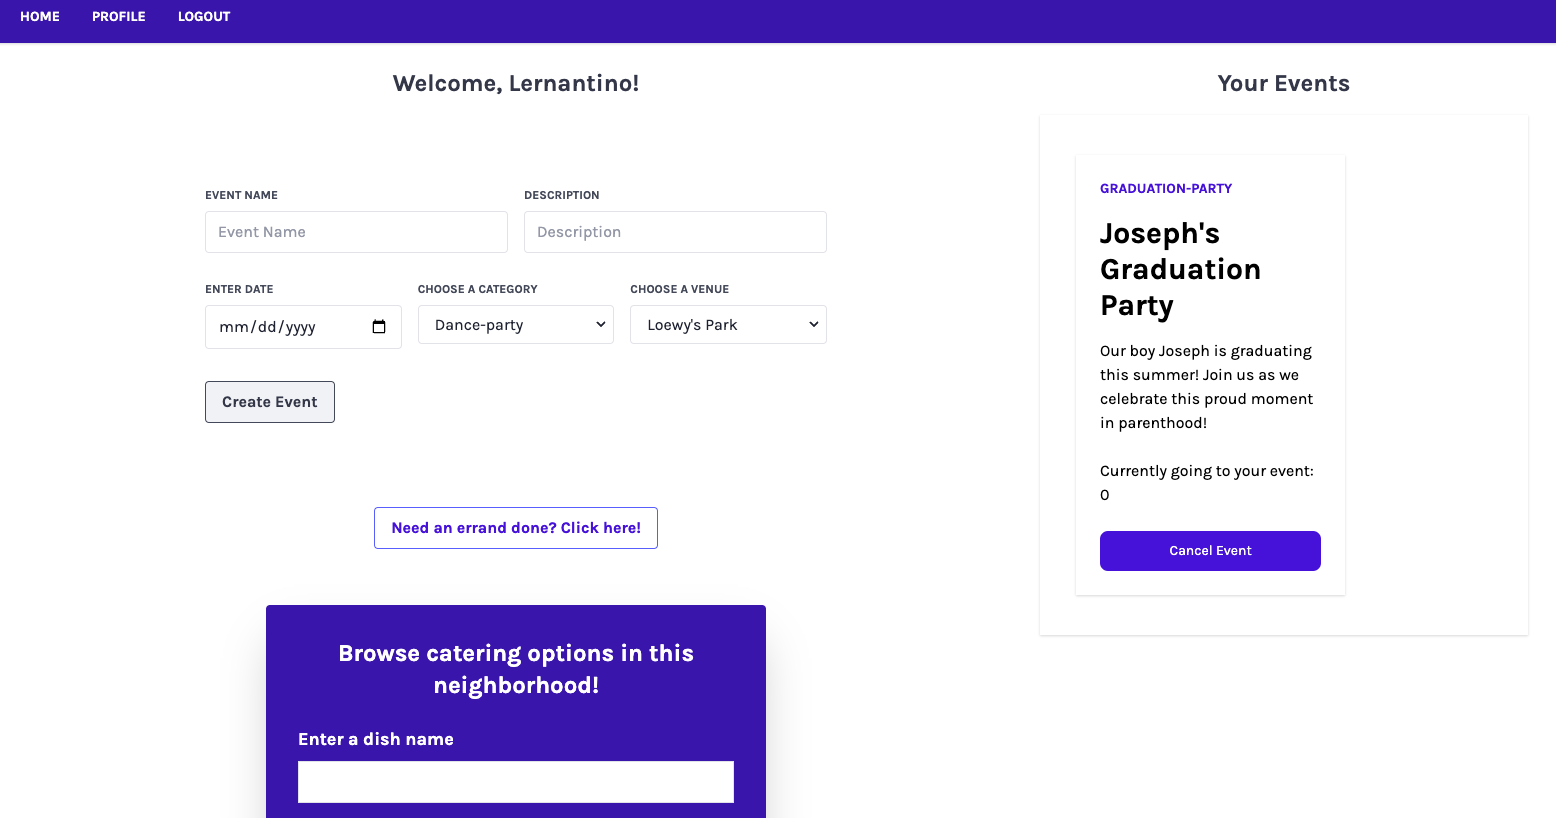 HOME PROFILE LOGOUT
Welcome, Lernantino!
EVENT NAME DESCRIPTION
Event Name Description
ENTER DATE CHOOSE A CATEGORY CHOOSE A VENUE
mm/dd/yyyy Dance-party Loewy's Park
Create Event
Need an errand done? Click here!
Browse catering options in this
neighborhood!
Enter a dish name
Your Events
GRADUATION-PARTY
Joseph's
Graduation
Party
Our boy Joseph is graduating
this summer! Join us as we
celebrate this proud moment
in parenthood!
Currently going to your event:
0
Cancel Event